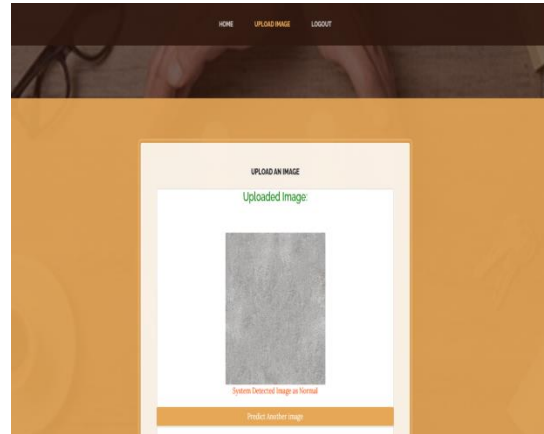 HOME UPLOAD IMAGE LOGOUT
UPLOAD AN IMAGE
Uploaded Image:
System Detected Image as Normal
Predict Another Image